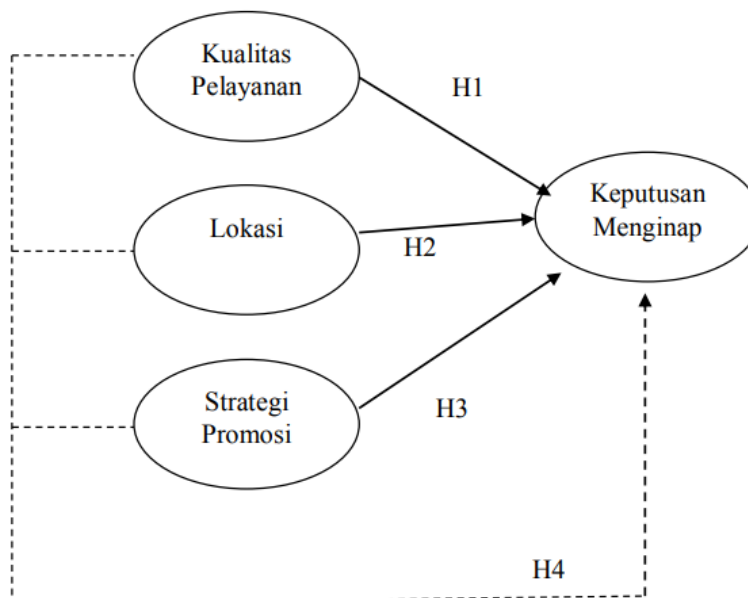 Kualitas
Pelayanan
H1
Keputusan
Menginap
Lokasi
H2
Strategi
Promosi
H3
H4